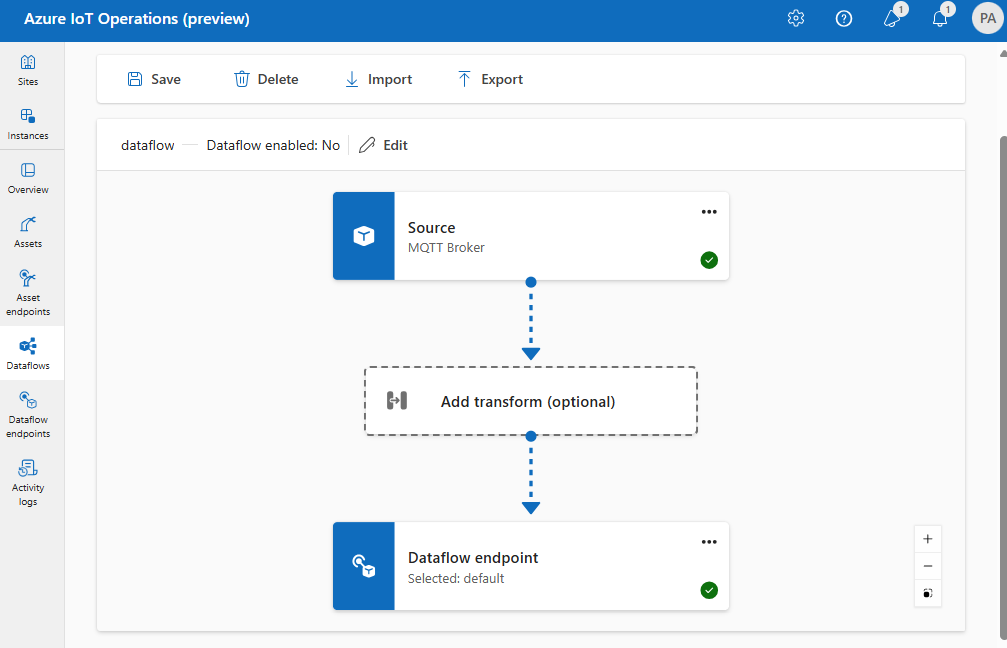 Azure IoT Operations (preview)
1
1
PA
Sites
Instances
Overview
Assets
Asset
endpoints
Dataflows
Dataflow
endpoints
Activity
logs
Save
Delete
Import
Export
dataflow
Dataflow enabled: No
Edit
Source
MQTT Broker
Add transform (optional)
Dataflow endpoint
Selected: default